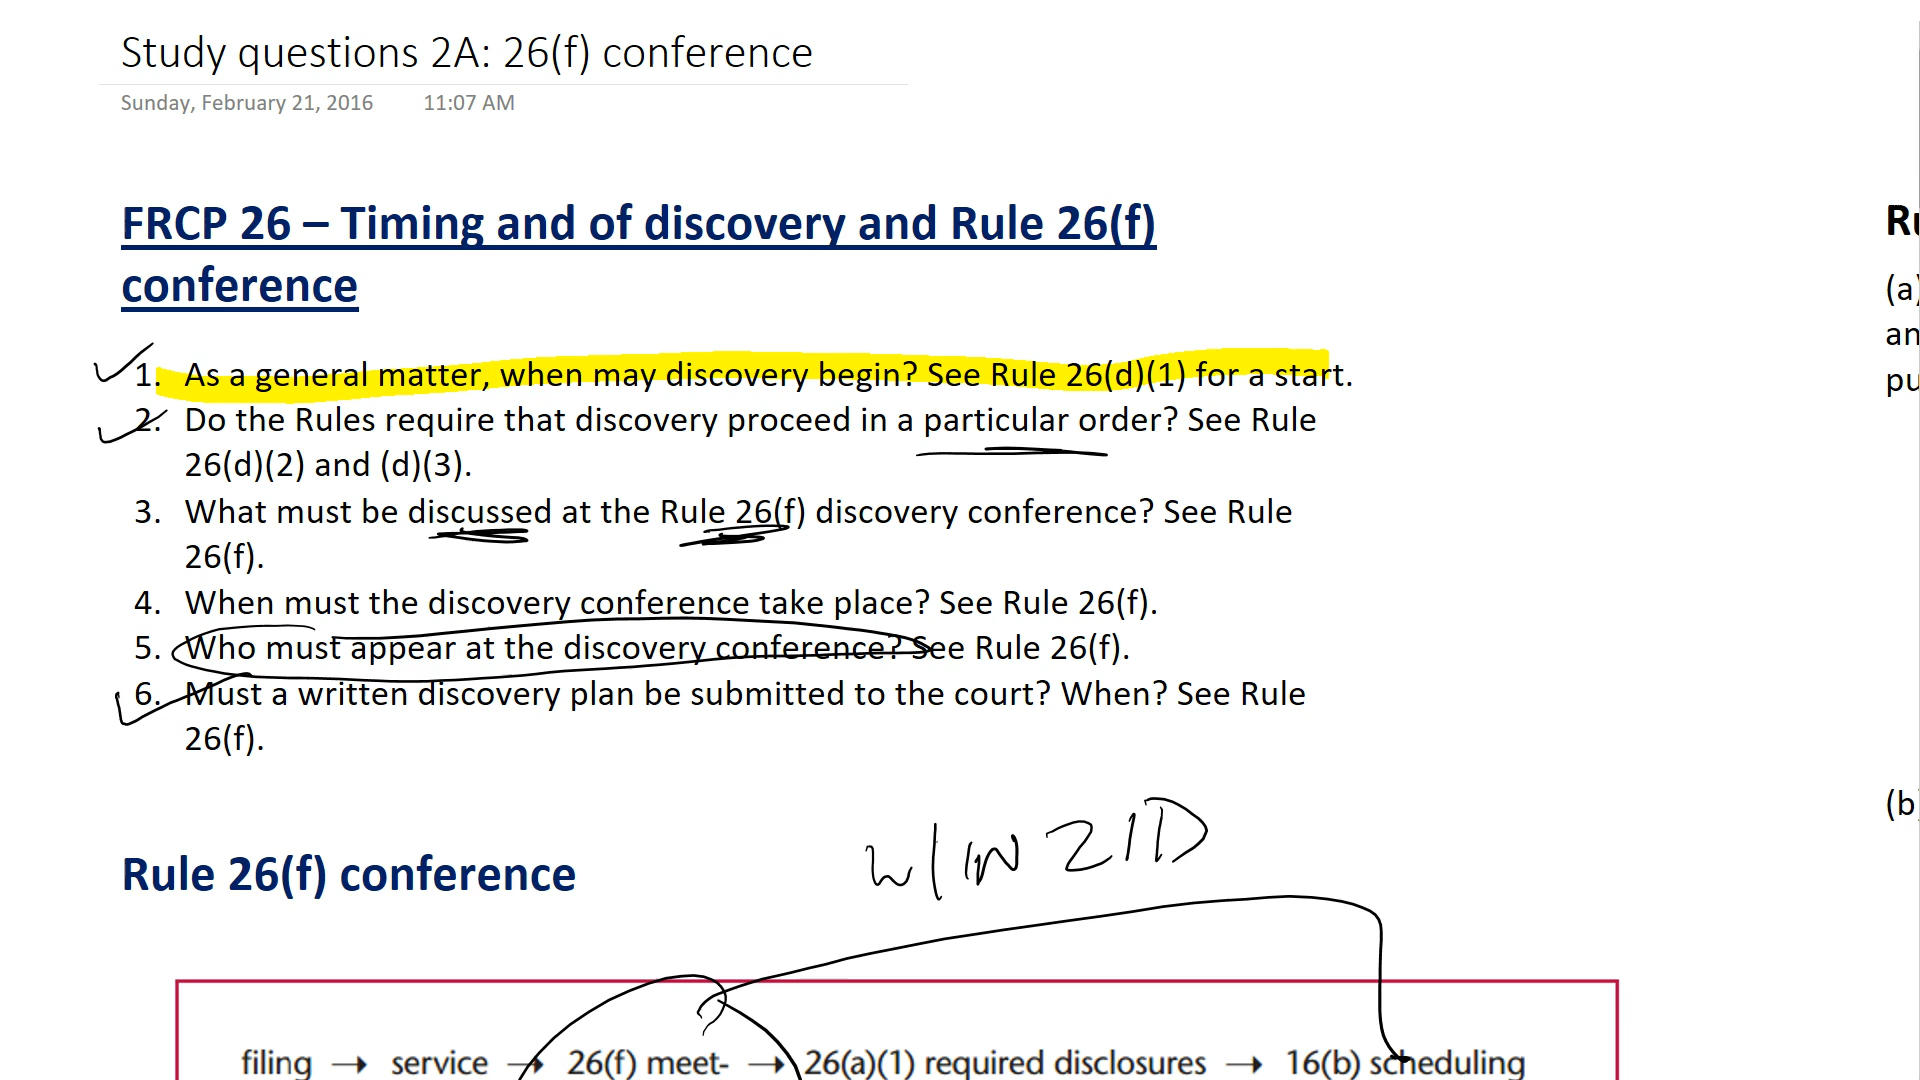 Study questions 2A: 26(f) conference
Sunday, February 21, 2016 11:07 AM
FRCP 26 – Timing and of discovery and Rule 26(f)
conference
1. As a general matter, when may discovery begin? See Rule 26(d)(1) for a start.
2. Do the Rules require that discovery proceed in a particular order? See Rule
26(d)(2) and (d)(3).
3. What must be discussed at the Rule 26(f) discovery conference? See Rule
26(f).
4. When must the discovery conference take place? See Rule 26(f).
5. Who must appear at the discovery conference? See Rule 26(f).
6. Must a written discovery plan be submitted to the court? When? See Rule
26(f).
W/IN 21D
Rule 26(f) conference
filing → service → 26(f) meet- → 26(a)(1) required disclosures → 16(b) scheduling
(a)
(b)